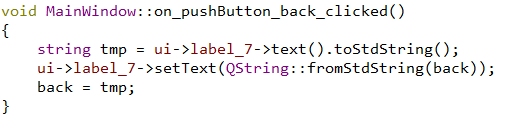 void MainWindow::on_pushButton_back_clicked()
{
    string tmp = ui->label_7->text().toStdString();
    ui->label_7->setText(QString::fromStdString(back));
    back = tmp;
}